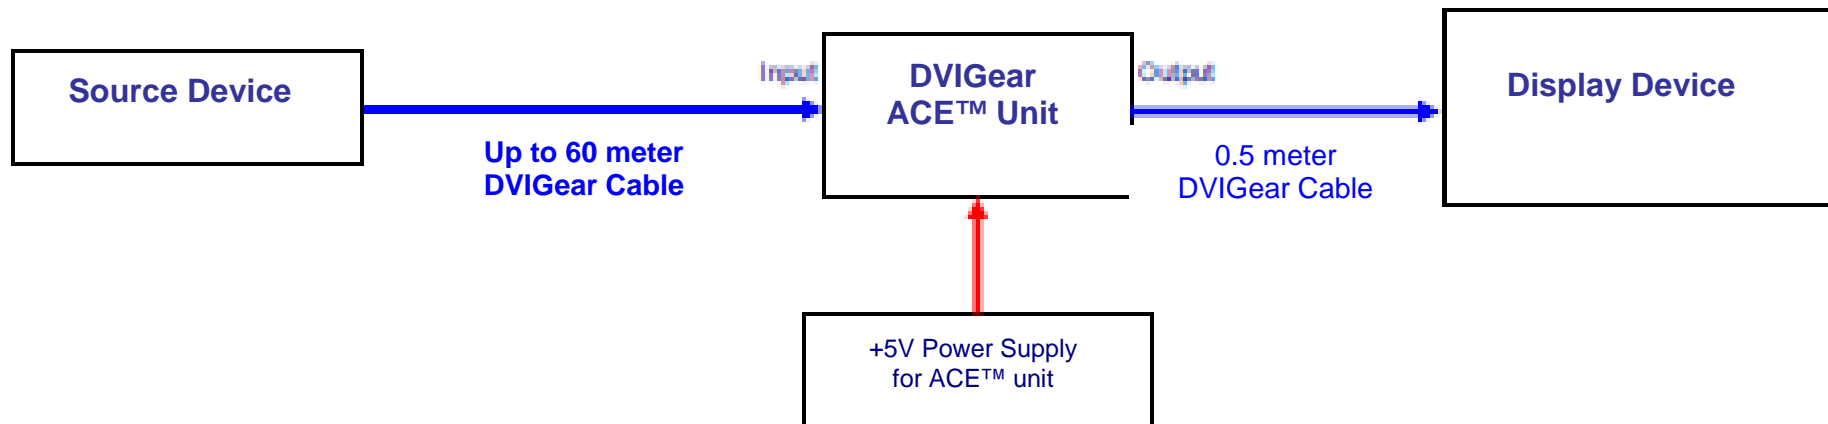 Source Device
Input
DVIGear
ACE™ Unit
Output
Display Device
Up to 60 meter
DVIGear Cable
0.5 meter
DVIGear Cable
+5V Power Supply
for ACE™ unit